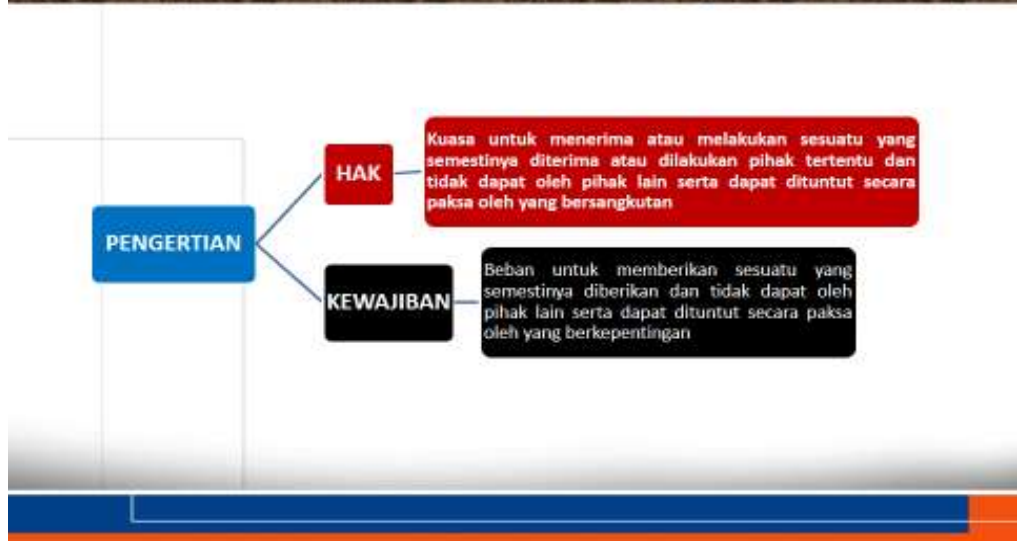 PENGERTIAN
HAK
Kuasa untuk menerima atau melakukan sesuatu yang
semestinya diterima atau dilakukan pihak tertentu dan
tidak dapat oleh pihak lain serta dapat dituntut secara
paksa oleh yang bersangkutan
KEWAJIBAN
Beban untuk memberikan sesuatu yang
semestinya diberikan dan tidak dapat oleh
pihak lain serta dapat dituntut secara paksa
oleh yang berkepentingan